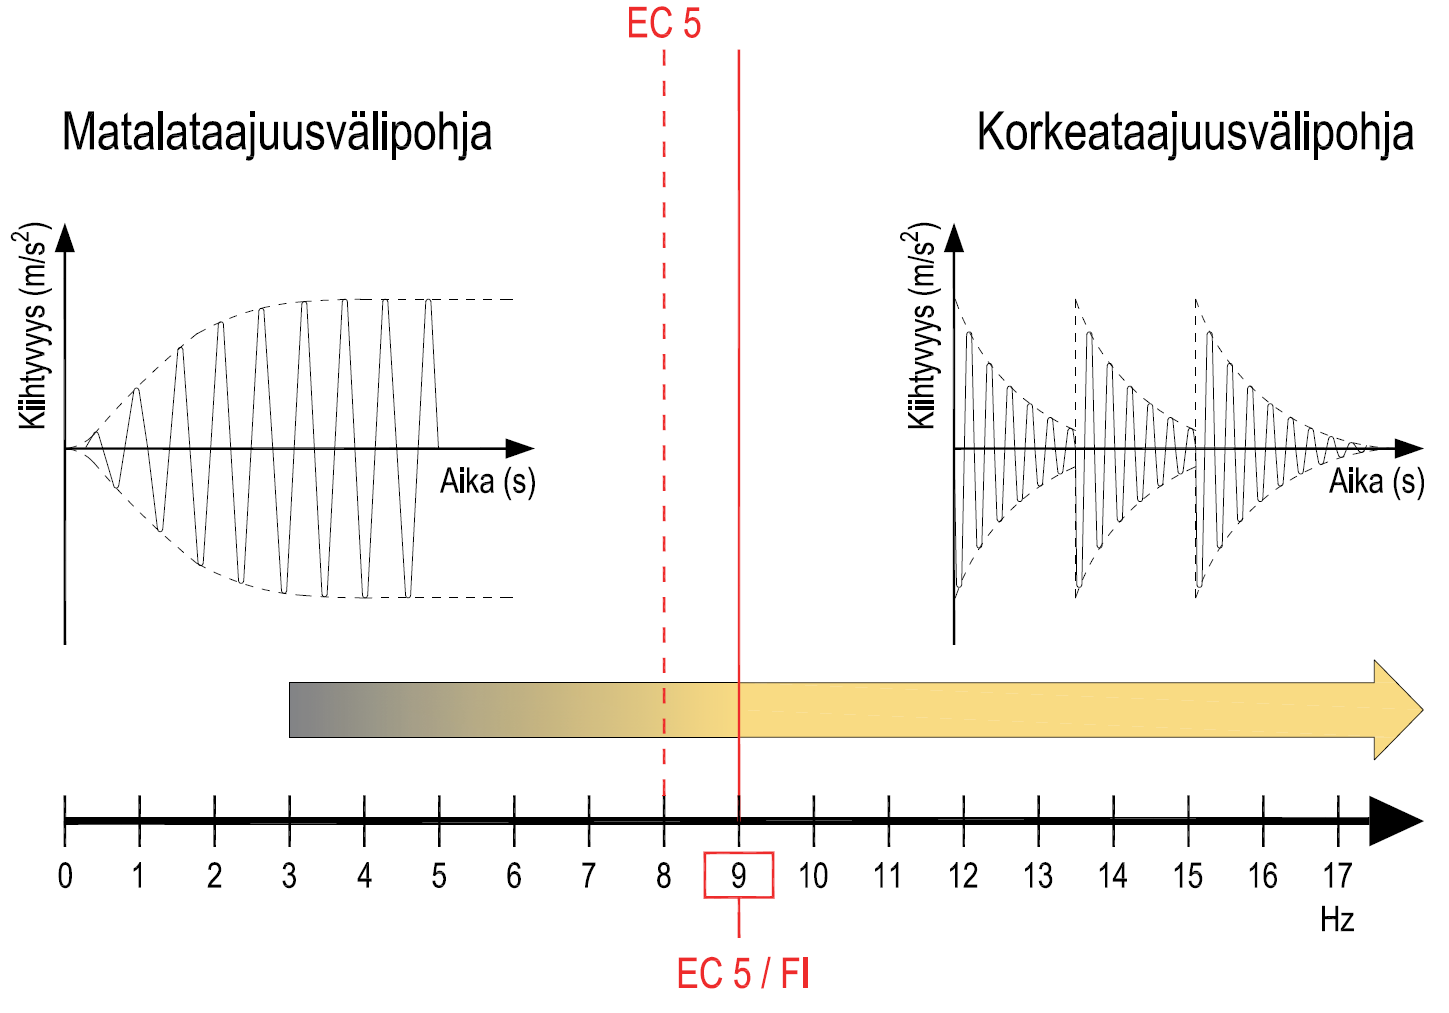 EC 5
Matalataajuusvälipohja
Korkeataajuusvälipohja
Kiihtyvyys (m/s²)
Aika (s)
Kiihtyvyys (m/s²)
Aika (s)
0 1 2 3 4 5 6 7 8 9 10 11 12 13 14 15 16 17
Hz
EC 5 / FI